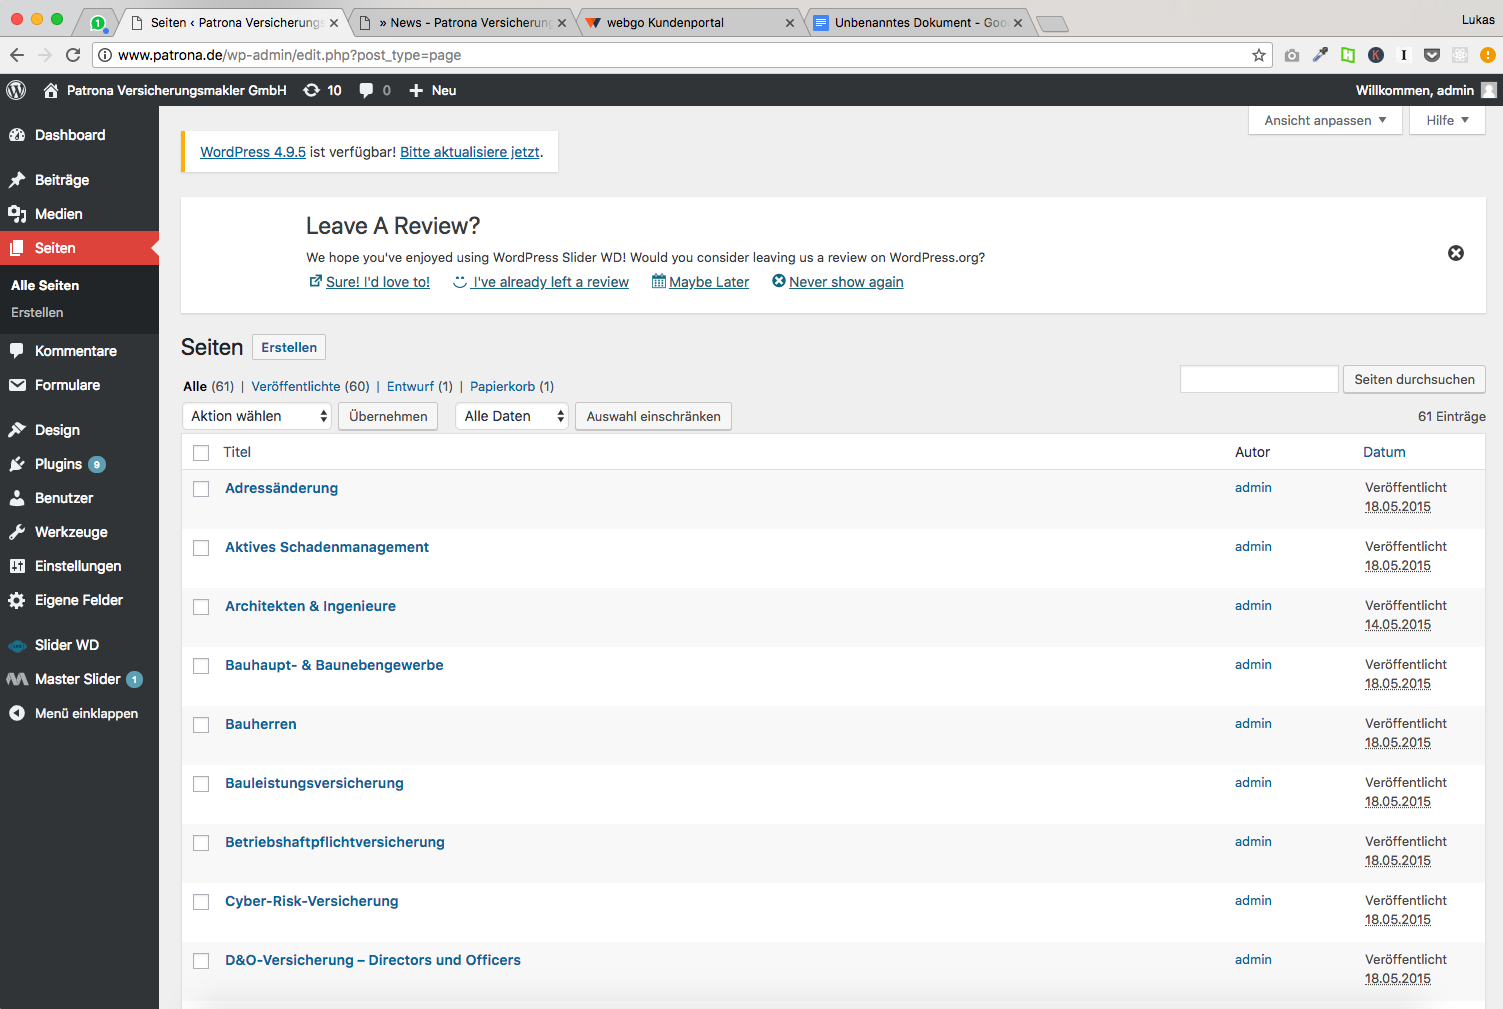 1
Seiten ‹ Patrona Versicherungs
» News - Patrona Versicherung
webgo Kundenportal
Unbenanntes Dokument - Goo
Lukas
www.patrona.de/wp-admin/edit.php?post_type=page
Patrona Versicherungsmakler GmbH
10
0
Neu
Willkommen, admin
Dashboard
Beiträge
Medien
Seiten
Alle Seiten
Erstellen
Kommentare
Formulare
Design
Plugins 9
Benutzer
Werkzeuge
Einstellungen
Eigene Felder
Slider WD
Master Slider 1
Menü einklappen
Ansicht anpassen
Hilfe
WordPress 4.9.5 ist verfügbar! Bitte aktualisiere jetzt.
Leave A Review?
We hope you've enjoyed using WordPress Slider WD! Would you consider leaving us a review on WordPress.org?
Sure! I'd love to! I've already left a review Maybe Later Never show again
Seiten Erstellen
Alle (61) | Veröffentlichte (60) | Entwurf (1) | Papierkorb (1)
Seiten durchsuchen
Aktion wählen Übernehmen Alle Daten Auswahl einschränken
61 Einträge
Titel Autor Datum
Adressänderung admin Veröffentlicht
18.05.2015
Aktives Schadenmanagement admin Veröffentlicht
18.05.2015
Architekten & Ingenieure admin Veröffentlicht
14.05.2015
Bauhaupt- & Baunebengewerbe admin Veröffentlicht
18.05.2015
Bauherren admin Veröffentlicht
18.05.2015
Bauleistungsversicherung admin Veröffentlicht
18.05.2015
Betriebshaftpflichtversicherung admin Veröffentlicht
18.05.2015
Cyber-Risk-Versicherung admin Veröffentlicht
18.05.2015
D&O-Versicherung – Directors und Officers admin Veröffentlicht
18.05.2015